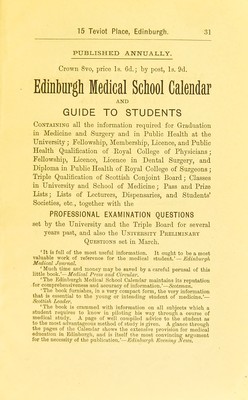 15 Teviot Place, Edinburgh. 31
PUBLISHED ANNUALLY.
Crown 8vo, price 1s. 6d.; by post, 1s. 9d.
Edinburgh Medical School Calendar
AND
GUIDE TO STUDENTS
CONTAINING all the information required for Graduation
in Medicine and Surgery and in Public Health at the
University; Fellowship, Membership, Licence, and Public
Health Qualification of Royal College of Physicians;
Fellowship, Licence, Licence in Dental Surgery, and
Diploma in Public Health of Royal College of Surgeons;
Triple Qualification of Scottish Conjoint Board; Classes
in University and School of Medicine; Pass and Prize
Lists; Lists of Lecturers, Dispensaries, and Students'
Societies, etc., together with the
PROFESSIONAL EXAMINATION QUESTIONS
set by the University and the Triple Board for several
years past, and also the UNIVERSITY PRELIMINARY
QUESTIONS set in March.
'It is full of the most useful information. It ought to be a most
valuable work of reference for the medical student.'—Edinburgh
Medical Journal.
'Much time and money may be saved by a careful perusal of this
little book.'—Medical Press and Circular.
'The Edinburgh Medical School Calendar maintains its reputation
for comprehensiveness and accuracy of information.'—Scotsman.
'The book furnishes, in a very compact form, the very information
that is essential to the young or intending student of medicine.'—
Scottish Leader.
'The book is crammed with information on all subjects which a
student requires to know in piloting his way through a course of
medical study. A page of well compiled advice to the student as
to the most advantageous method of study is given. A glance through
the pages of the Calendar shows the extensive provision for medical
education in Edinburgh, and is itself the most convincing argument
for the necessity of the publication.'—Edinburgh Evening News.